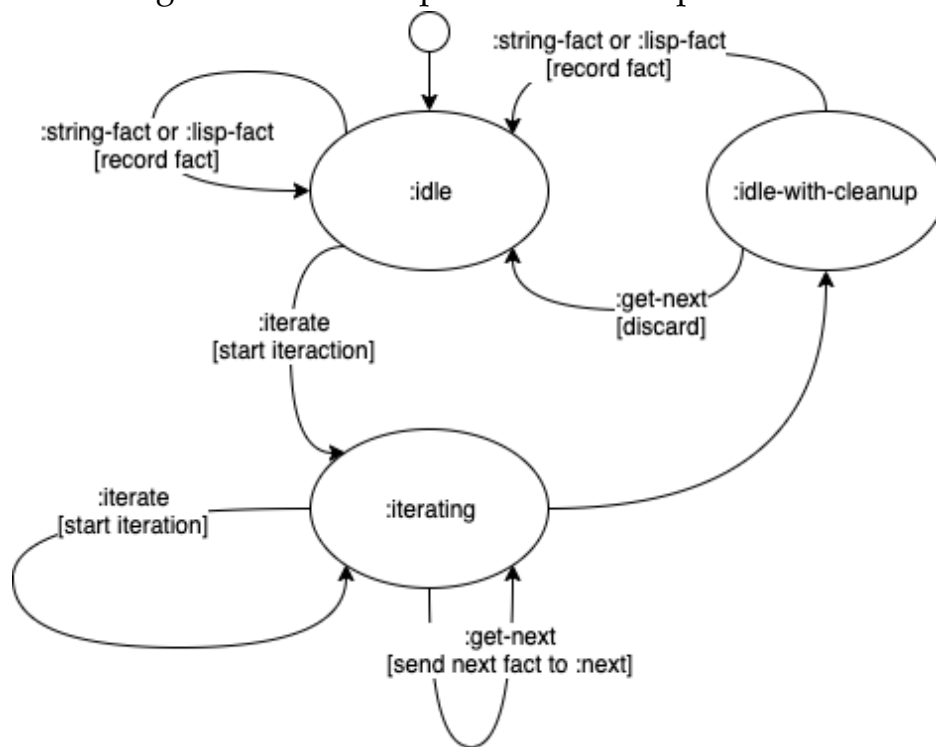 :string-fact or :lisp-fact
[record fact]
:string-fact or :lisp-fact
[record fact]
:idle
:idle-with-cleanup
:get-next
[discard]
:iterate
[start iteraction]
:iterate
[start iteration]
:iterating
:get-next
[send next fact to :next]